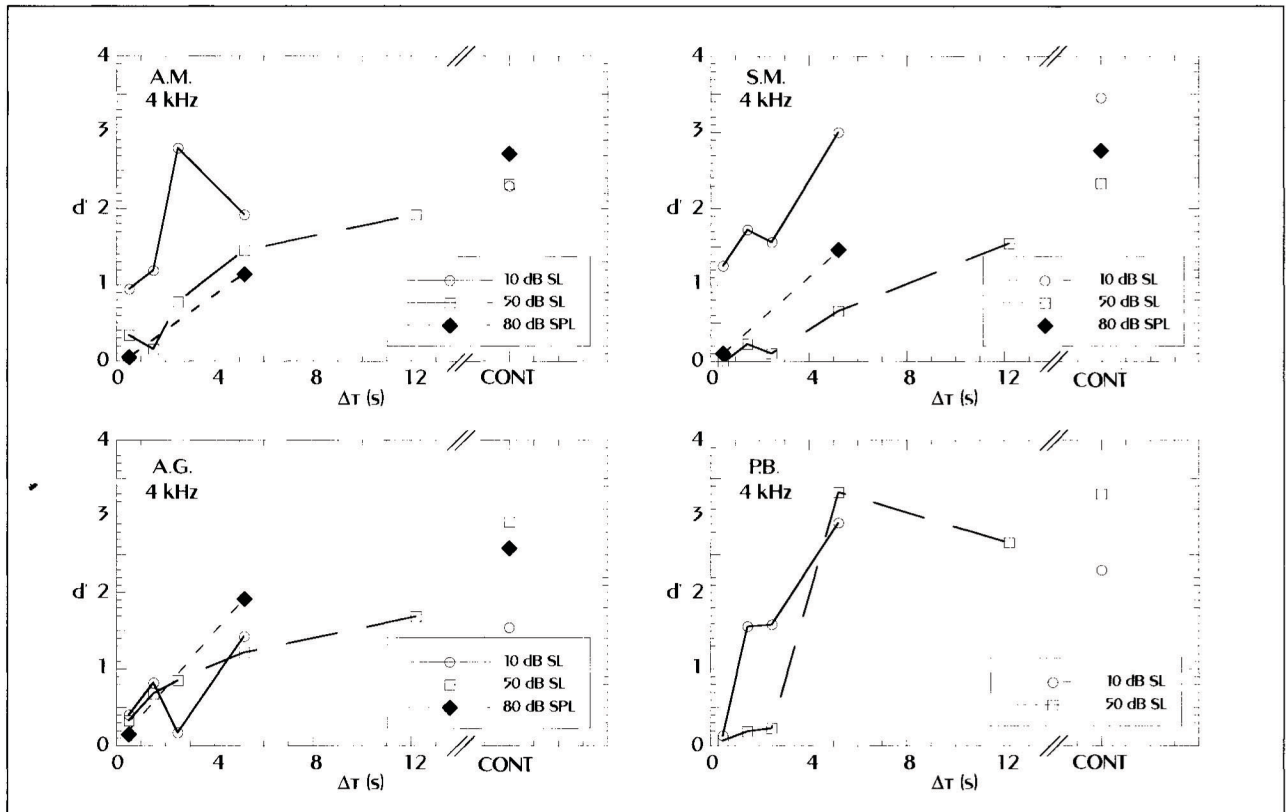 4
3
d' 2
1
0
A.M.
4 kHz
10 dB SL
50 dB SL
80 dB SPL
0 4 8 12 CONT
ΔT (s)
4
3
d' 2
1
0
S.M.
4 kHz
10 dB SL
50 dB SL
80 dB SPL
0 4 8 12 CONT
ΔT (s)
4
3
d' 2
1
0
A.G.
4 kHz
10 dB SL
50 dB SL
80 dB SPL
0 4 8 12 CONT
ΔT (s)
4
3
d' 2
1
0
P.B.
4 kHz
10 dB SL
50 dB SL
0 4 8 12 CONT
ΔT (s)